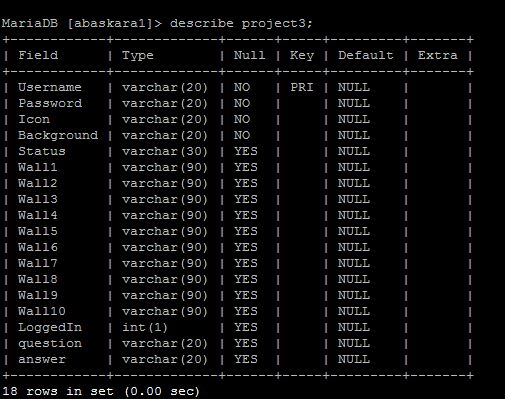 MariaDB [abaskara1]> describe project3;
+------------+-------------+------+-----+---------+-------+
| Field      | Type        | Null | Key | Default | Extra |
+------------+-------------+------+-----+---------+-------+
| Username   | varchar(20) | NO   | PRI | NULL    |       |
| Password   | varchar(20) | NO   |     | NULL    |       |
| Icon       | varchar(20) | NO   |     | NULL    |       |
| Background | varchar(20) | NO   |     | NULL    |       |
| Status     | varchar(30) | YES  |     | NULL    |       |
| Wall1      | varchar(90) | YES  |     | NULL    |       |
| Wall2      | varchar(90) | YES  |     | NULL    |       |
| Wall3      | varchar(90) | YES  |     | NULL    |       |
| Wall4      | varchar(90) | YES  |     | NULL    |       |
| Wall5      | varchar(90) | YES  |     | NULL    |       |
| Wall6      | varchar(90) | YES  |     | NULL    |       |
| Wall7      | varchar(90) | YES  |     | NULL    |       |
| Wall8      | varchar(90) | YES  |     | NULL    |       |
| Wall9      | varchar(90) | YES  |     | NULL    |       |
| Wall10     | varchar(90) | YES  |     | NULL    |       |
| LoggedIn   | int(1)      | YES  |     | NULL    |       |
| question   | varchar(20) | YES  |     | NULL    |       |
| answer     | varchar(20) | YES  |     | NULL    |       |
+------------+-------------+------+-----+---------+-------+
18 rows in set (0.00 sec)